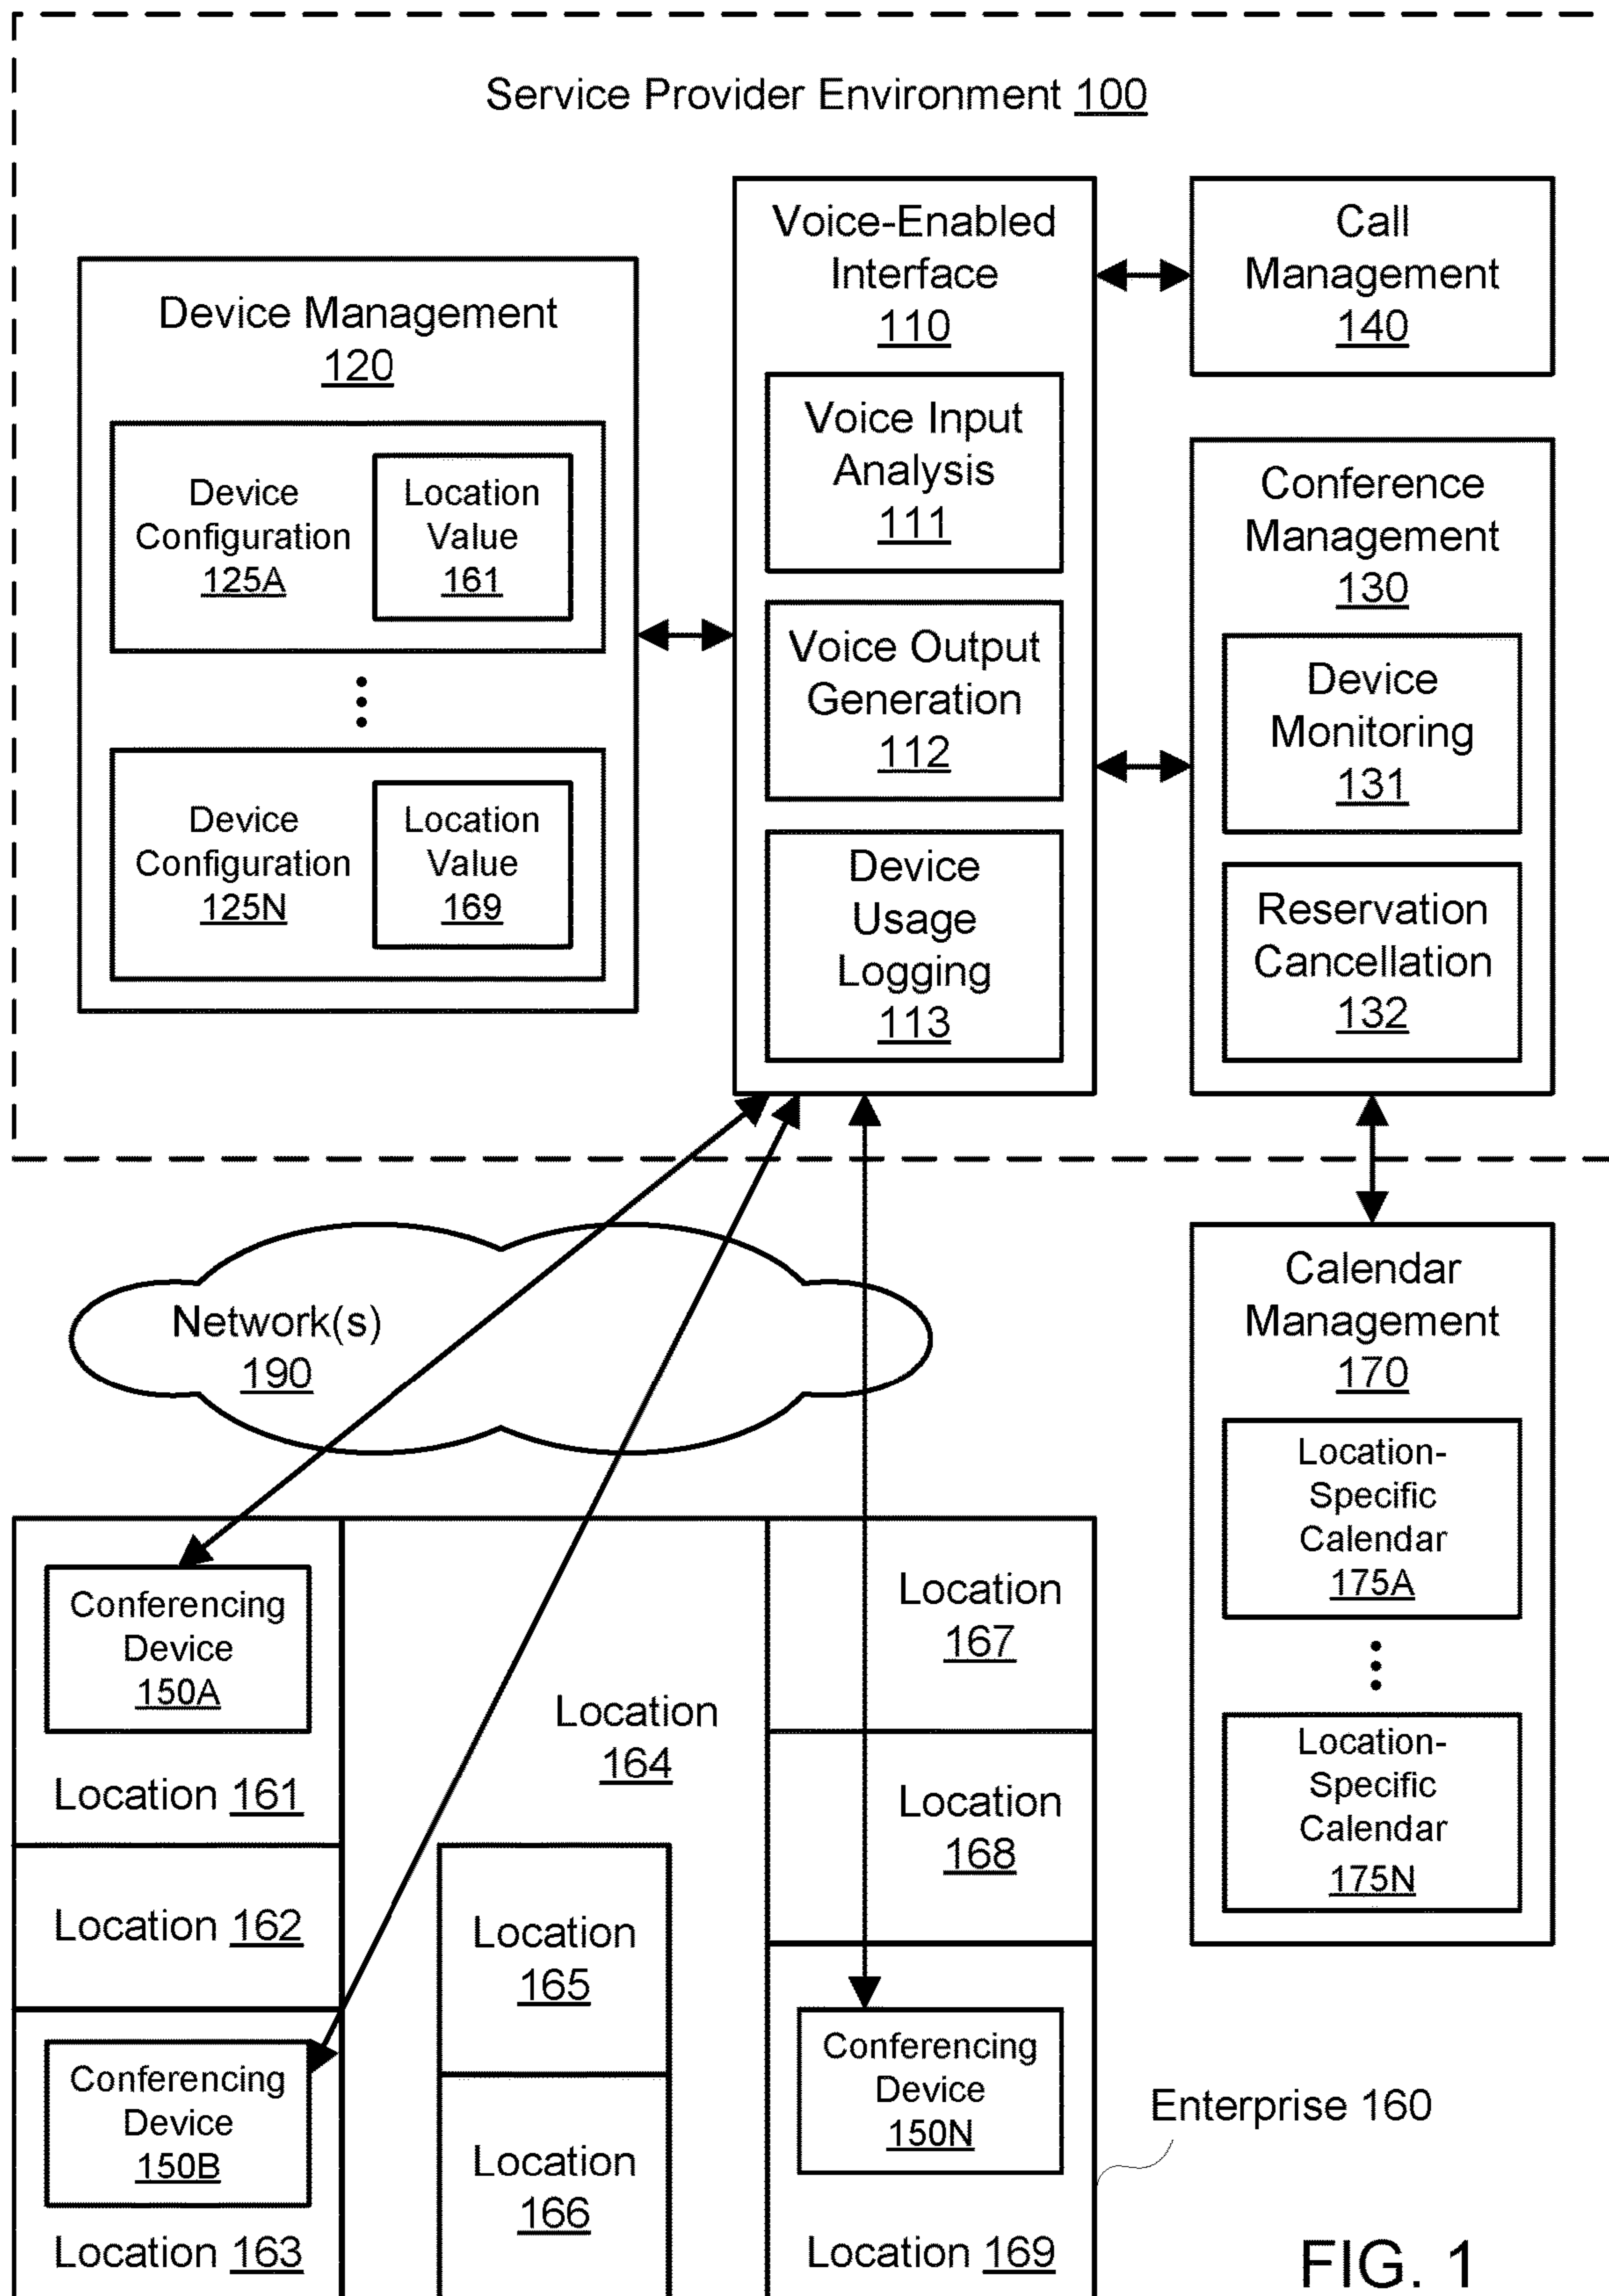 Service Provider Environment 100
Device Management
120
Device
Configuration
125A
Location
Value
161
Device
Configuration
125N
Location
Value
169
Voice-Enabled
Interface
110
Voice Input
Analysis
111
Voice Output
Generation
112
Device
Usage
Logging
113
Call
Management
140
Conference
Management
130
Device
Monitoring
131
Reservation
Cancellation
132
Network(s)
190
Calendar
Management
170
Location-
Specific
Calendar
175A
Location-
Specific
Calendar
175N
Conferencing
Device
150A
Location 161
Location 162
Conferencing
Device
150B
Location 163
Location
164
Location
165
Location
166
Location
167
Location
168
Conferencing
Device
150N
Location 169
Enterprise 160
FIG. 1